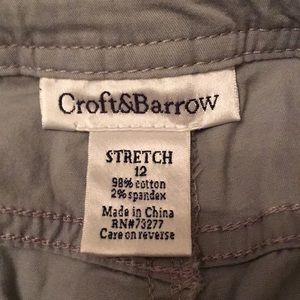 Croft&Barrow
STRETCH
12
98% cotton
2% spandex
Made in China
RN#73277
Care on reverse